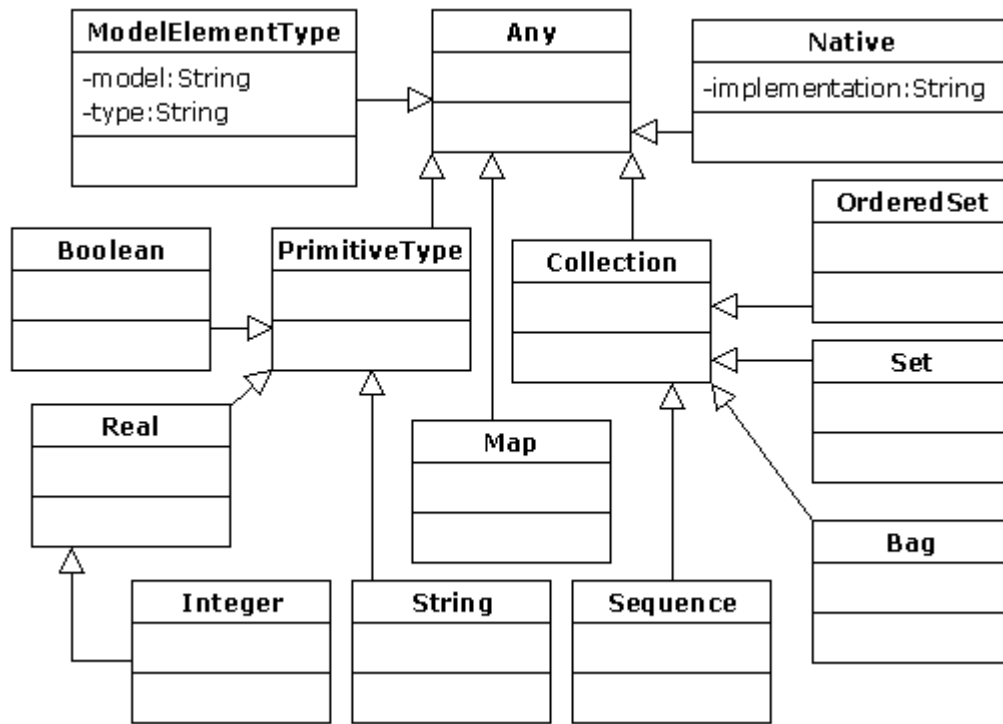 ModelElementType
-model:String
-type:String
Any
Native
-implementation:String
OrderedSet
Boolean
PrimitiveType
Collection
Set
Real
Map
Bag
Integer
String
Sequence